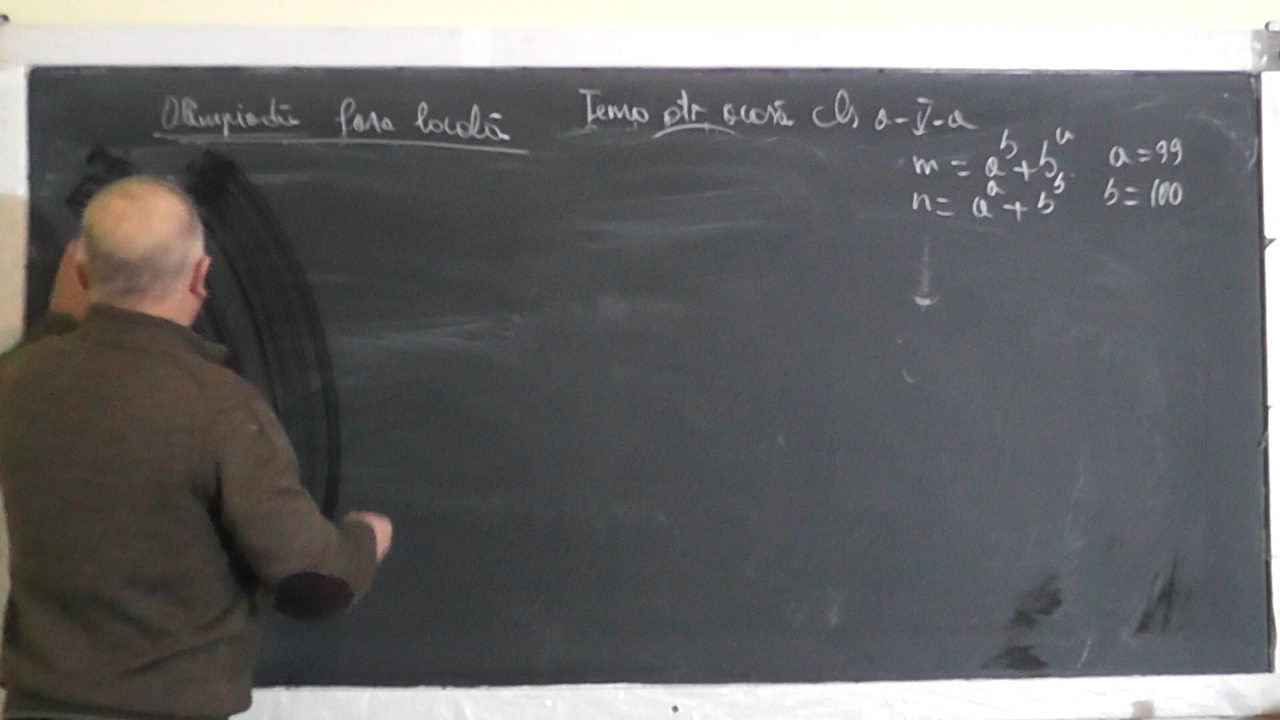 Olimpiadă faza locală
Temă ptr acasă cls a-V-a
m = a^b + b^a a = 99
n = a^a + b^b b = 100